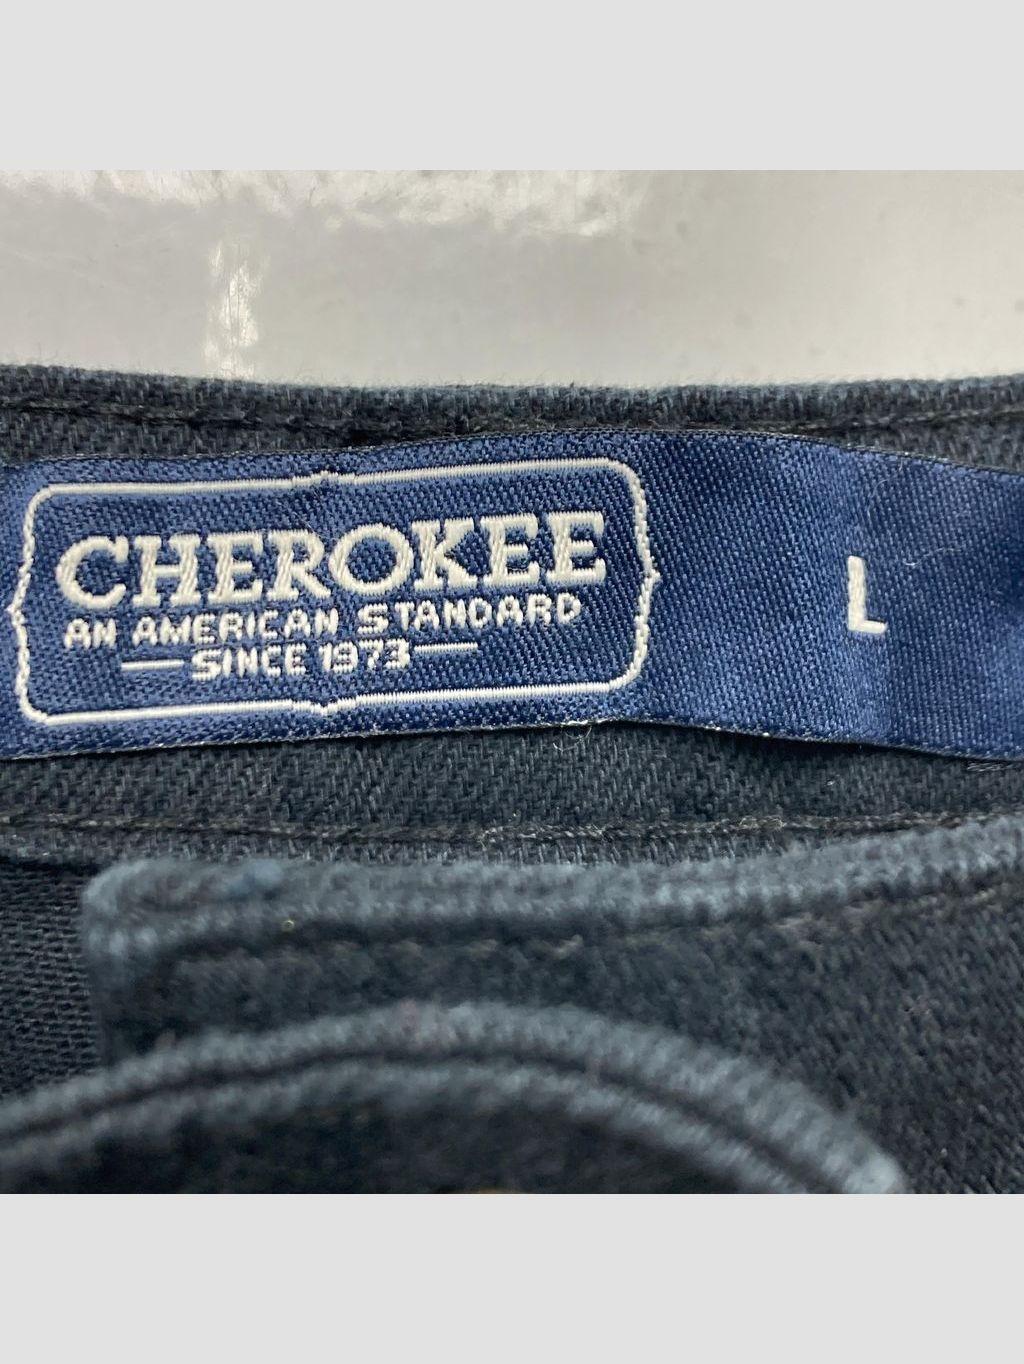 CHEROKEE
AN AMERICAN STANDARD
SINCE 1973
L